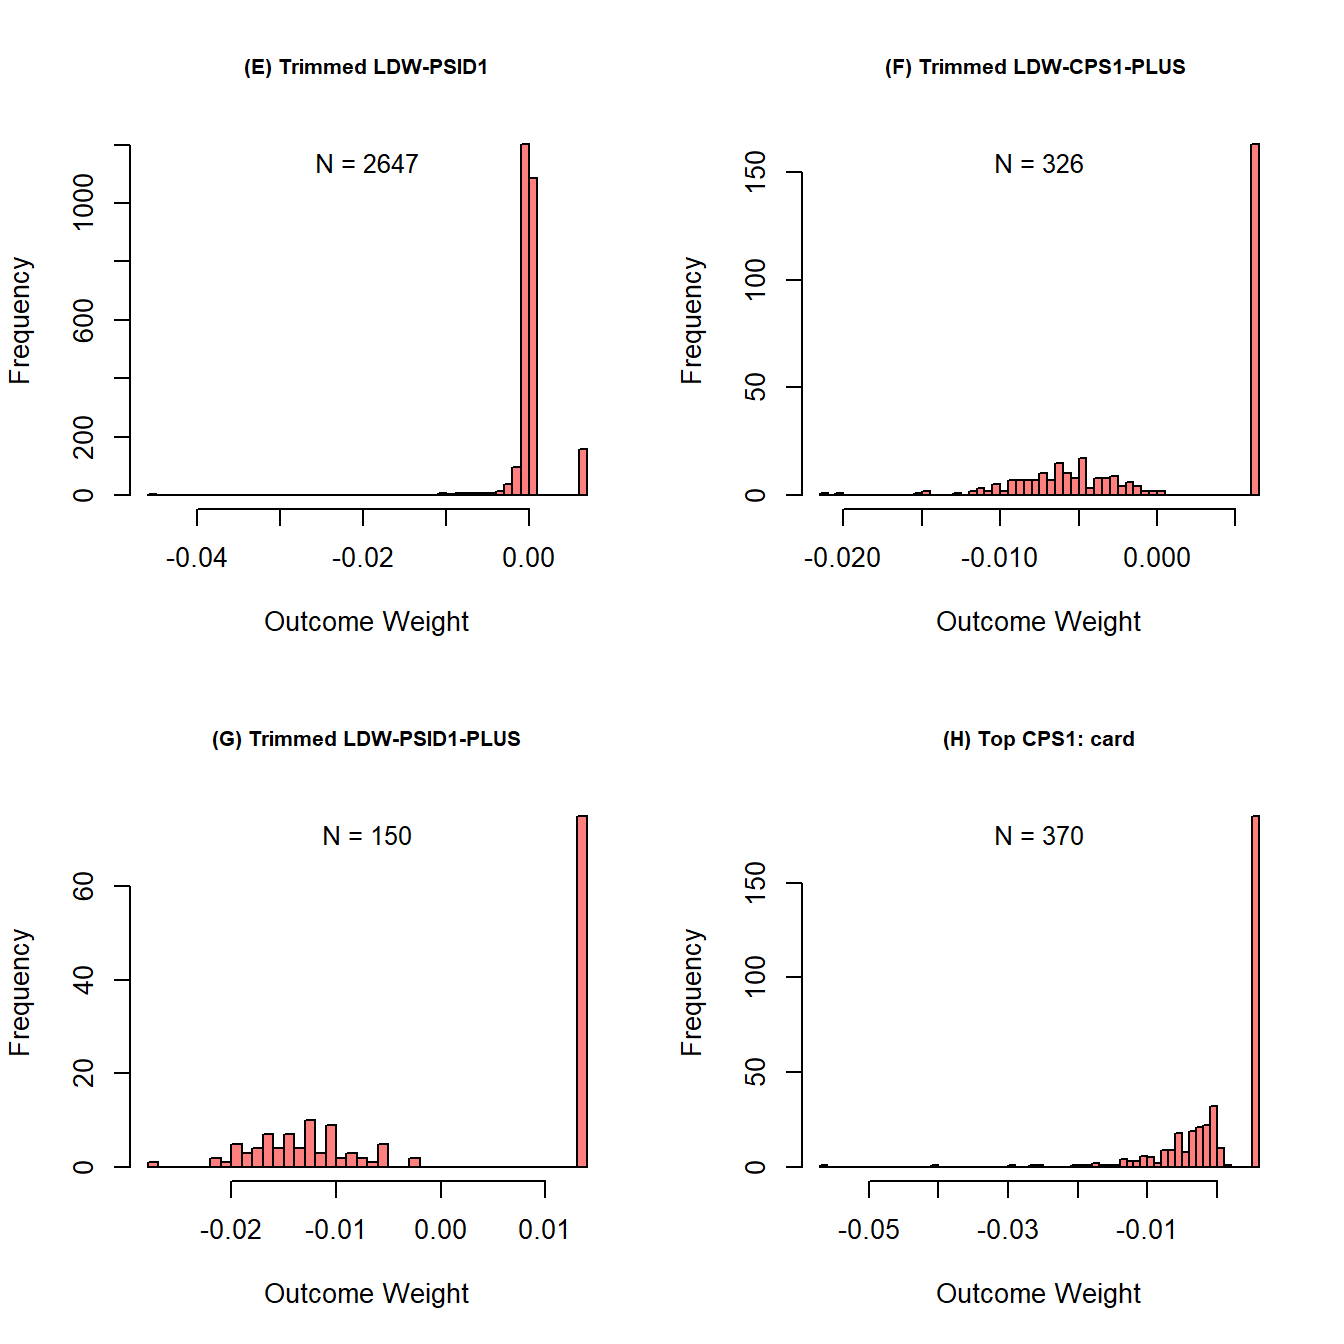 (E) Trimmed LDW-PSID1
N = 2647
Frequency
0
200
600
1000
-0.04
-0.02
0.00
Outcome Weight
(F) Trimmed LDW-CPS1-PLUS
N = 326
Frequency
0
50
100
150
-0.020
-0.010
0.000
Outcome Weight
(G) Trimmed LDW-PSID1-PLUS
N = 150
Frequency
0
20
40
60
-0.02
-0.01
0.00
0.01
Outcome Weight
(H) Top CPS1: card
N = 370
Frequency
0
50
100
150
-0.05
-0.03
-0.01
Outcome Weight